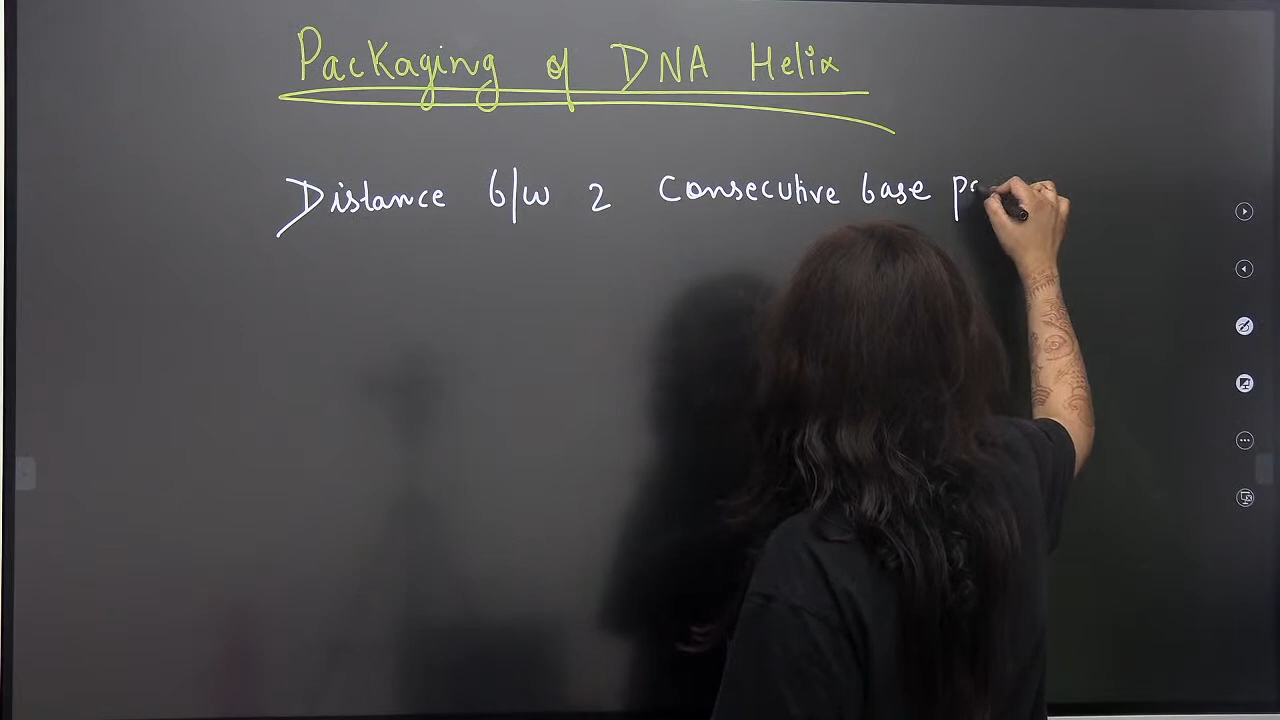 Packaging of DNA Helix
Distance b/w 2 Consecutive base